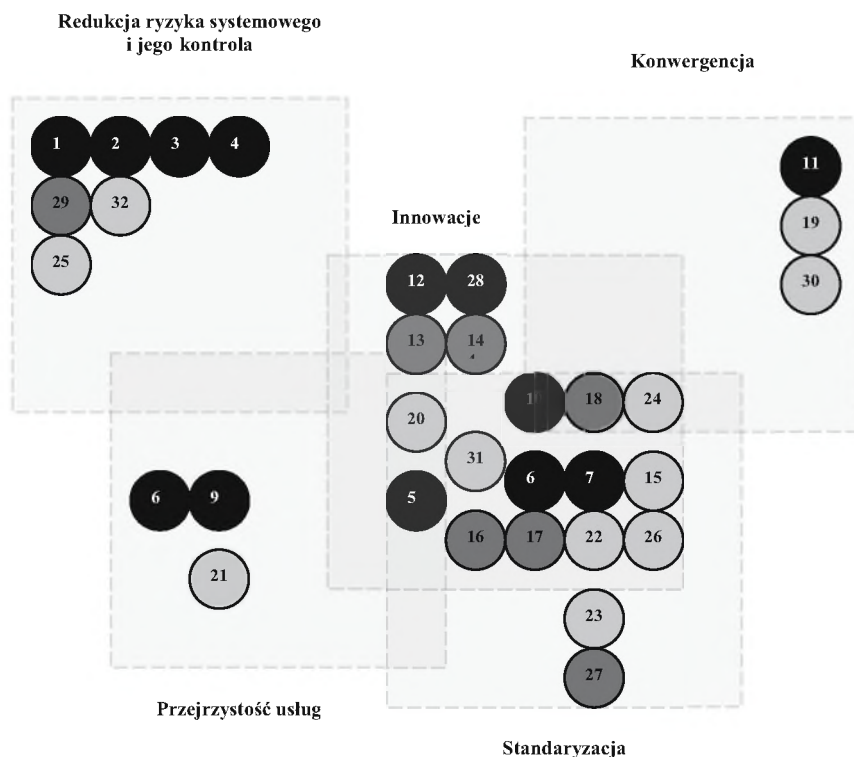 Redukcja ryzyka systemowego
i jego kontrola
Konwergencja
1 2 3 4
11
29 32
19
Innowacje
25
12 28
30
13 14
10 18 24
20
31
6 7 15
6 9
5
16 17 22 26
21
23
27
Przejrzystość usług
Standaryzacja